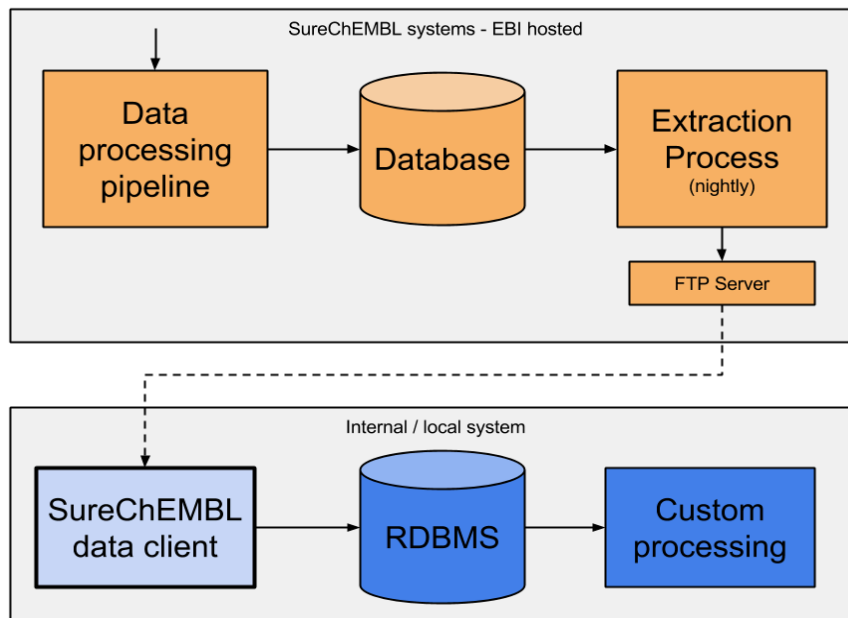 SureChEMBL systems - EBI hosted
Data
processing
pipeline
Database
Extraction
Process
(nightly)
FTP Server
Internal / local system
SureChEMBL
data client
RDBMS
Custom
processing